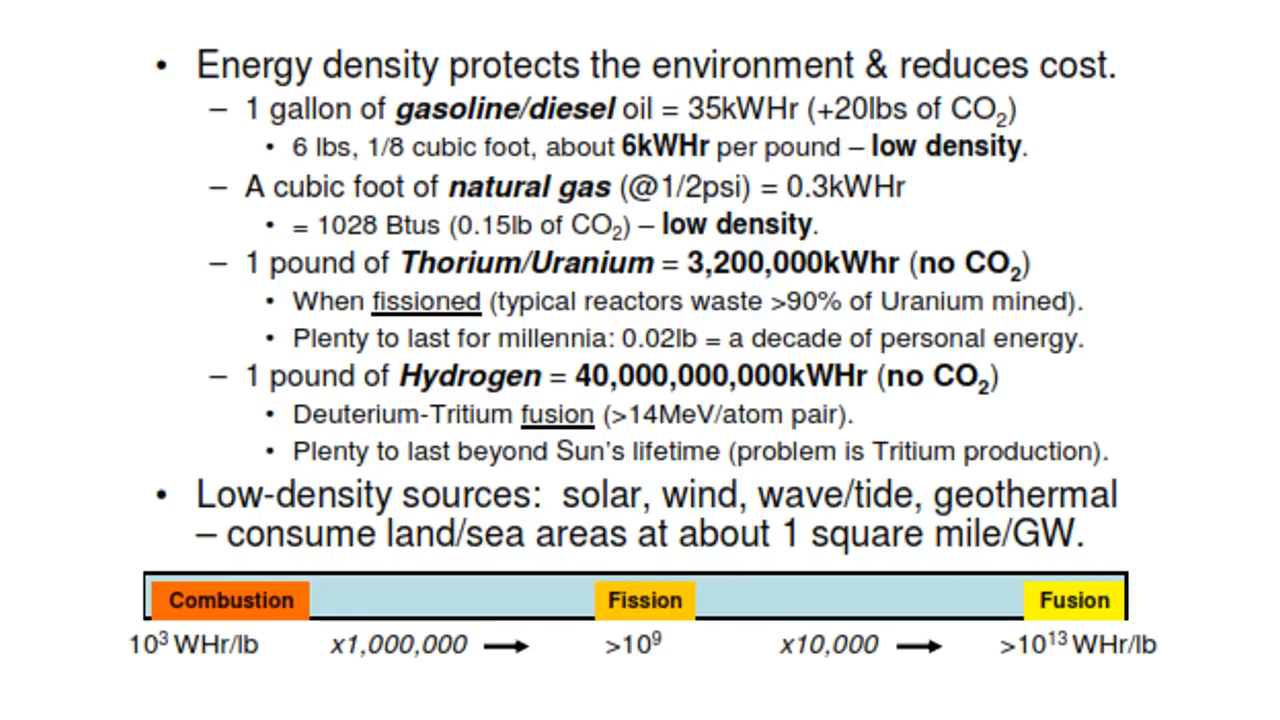 • Energy density protects the environment & reduces cost.
– 1 gallon of gasoline/diesel oil = 35kWHr (+20lbs of CO₂)
• 6 lbs, 1/8 cubic foot, about 6kWHr per pound – low density.
– A cubic foot of natural gas (@1/2psi) = 0.3kWHr
• = 1028 Btus (0.15lb of CO₂) – low density.
– 1 pound of Thorium/Uranium = 3,200,000kWhr (no CO₂)
• When fissioned (typical reactors waste >90% of Uranium mined).
• Plenty to last for millennia: 0.02lb = a decade of personal energy.
– 1 pound of Hydrogen = 40,000,000,000kWHr (no CO₂)
• Deuterium-Tritium fusion (>14MeV/atom pair).
• Plenty to last beyond Sun's lifetime (problem is Tritium production).
• Low-density sources: solar, wind, wave/tide, geothermal
– consume land/sea areas at about 1 square mile/GW.
Combustion Fission Fusion
10³ WHr/lb x1,000,000 → >10⁹ x10,000 → >10¹³ WHr/lb